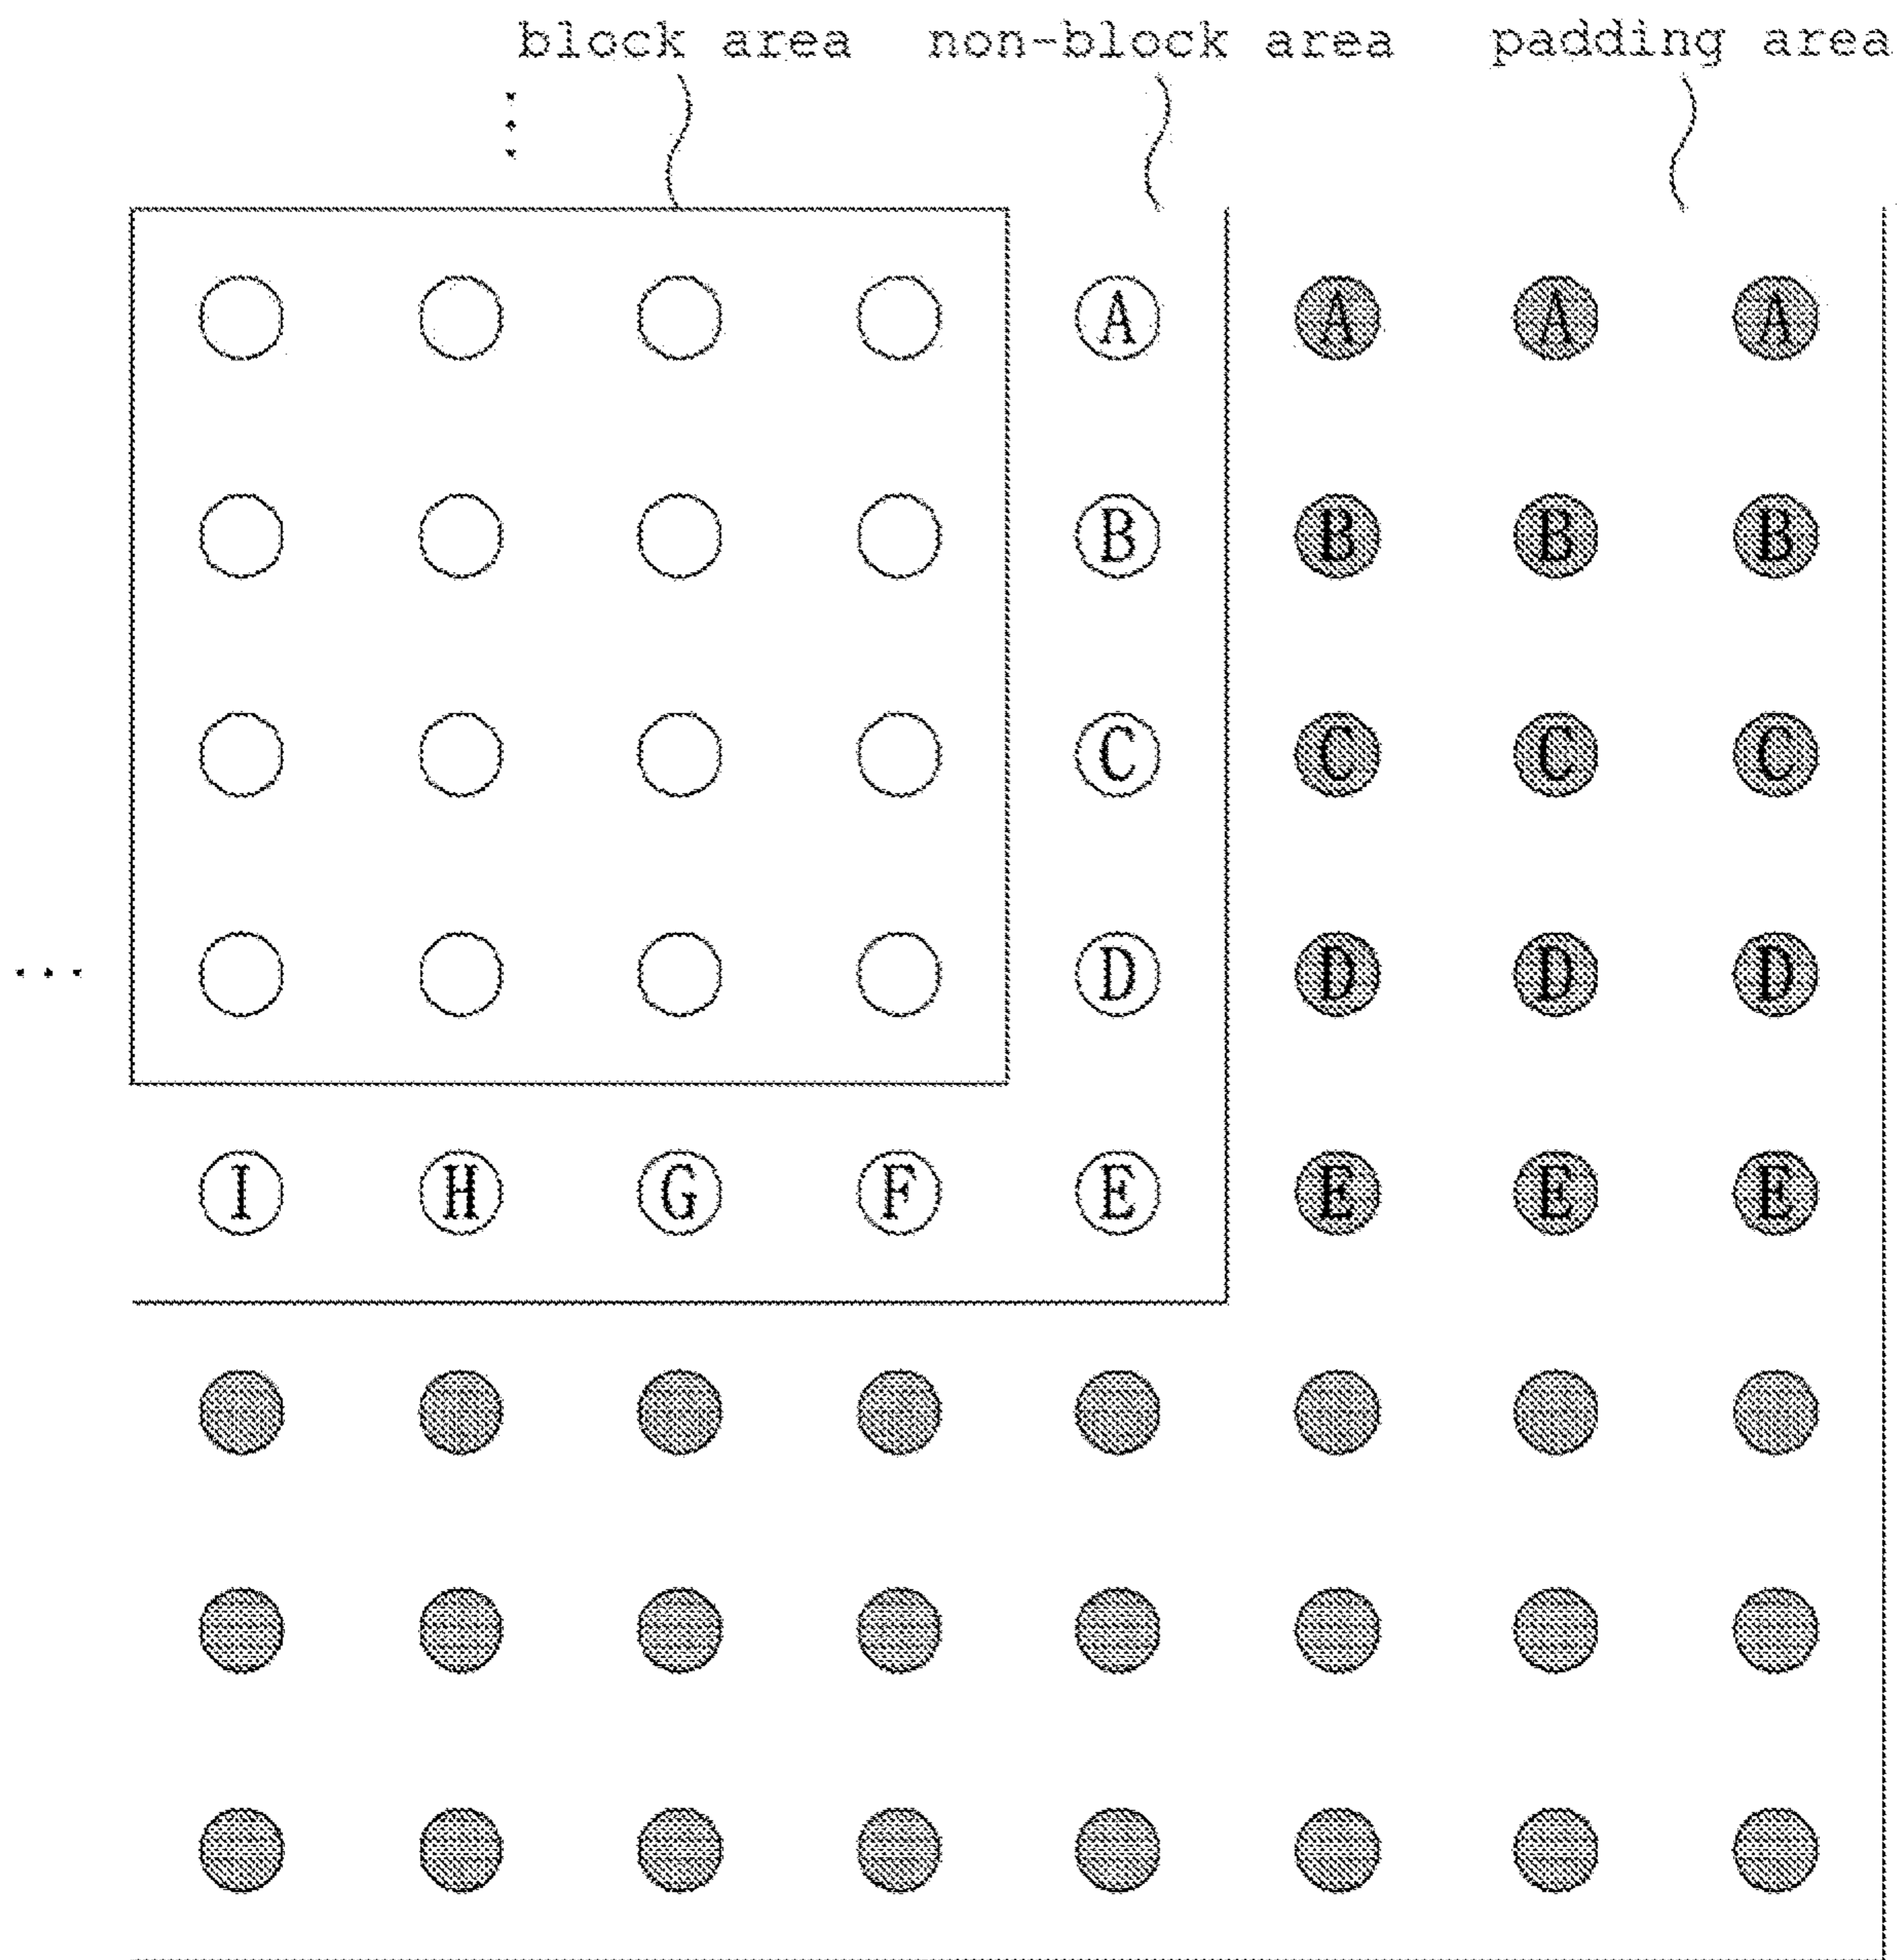 block area non-block area padding area
A A A A
B B B B
C C C C
D D D D
I H G F E E E E